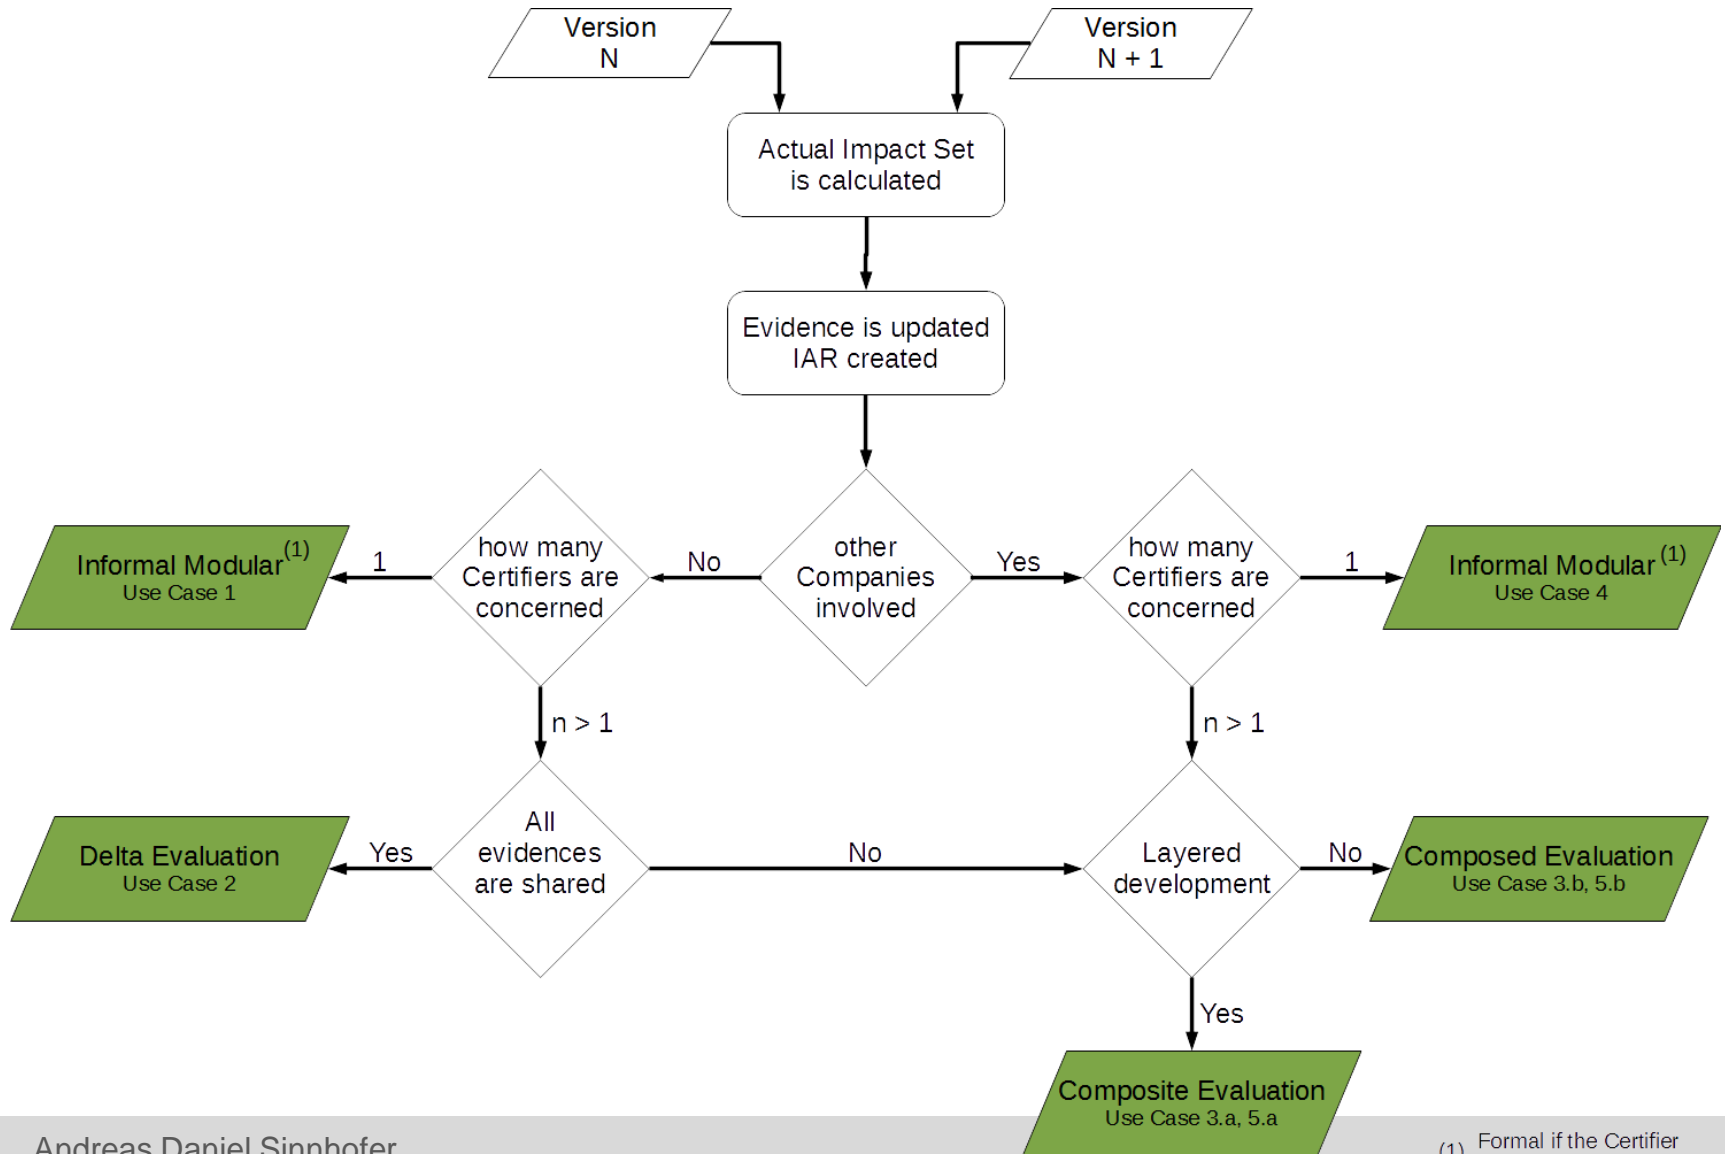 Version
N
Version
N + 1
Actual Impact Set
is calculated
Evidence is updated
IAR created
how many
Certifiers are
concerned
other
Companies
involved
how many
Certifiers are
concerned
Informal Modular (1)
Use Case 1
1
No
Yes
1
Informal Modular (1)
Use Case 4
n > 1
n > 1
All
evidences
are shared
Layered
development
Delta Evaluation
Use Case 2
Yes
No
No
Composed Evaluation
Use Case 3.b, 5.b
Yes
Composite Evaluation
Use Case 3.a, 5.a
Andreas Daniel Sinnhofer
(1) Formal if the Certifier